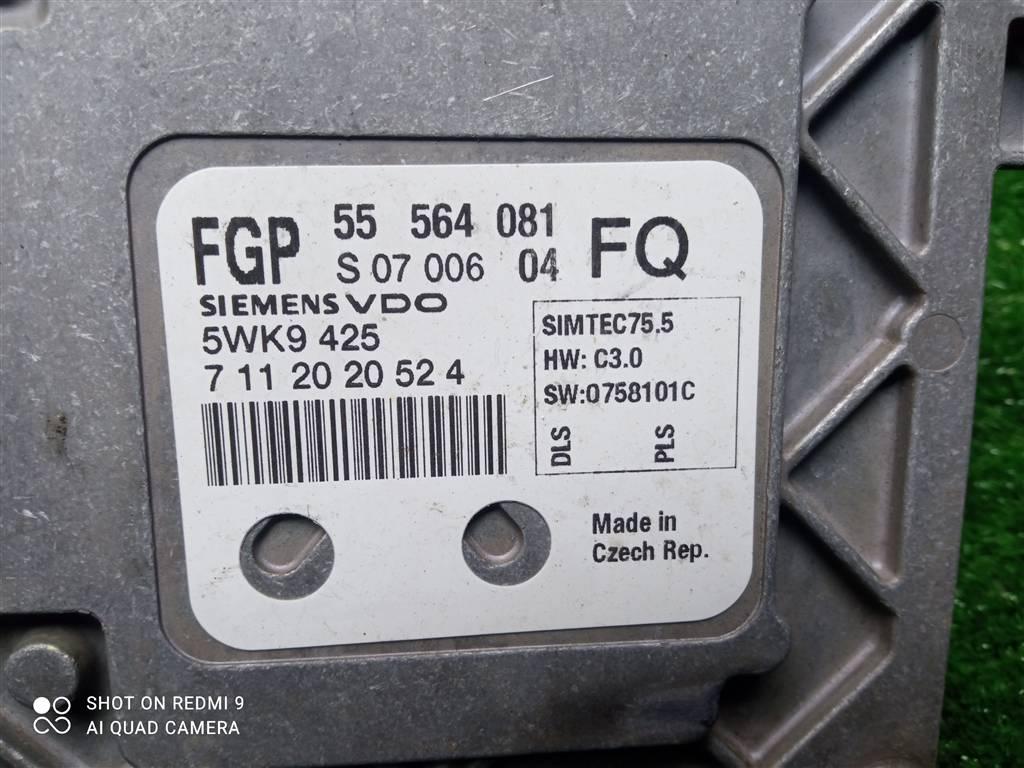 FGP 55 564 081 FQ
S 07 006 04
SIEMENS VDO
5WK9 425
7 11 20 20 52 4
SIMTEC75.5
HW: C3.0
SW:0758101C
DLS PLS
Made in
Czech Rep.
SHOT ON REDMI 9
AI QUAD CAMERA